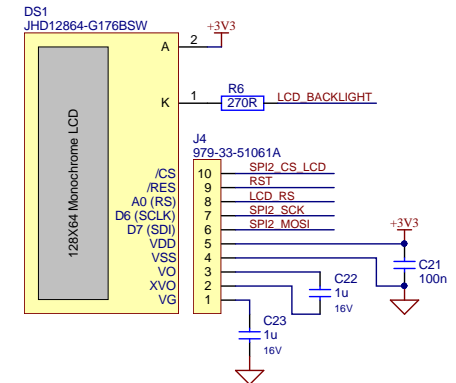 DS1
JHD12864-G176BSW
+3V3
A
2
128X64 Monochrome LCD
K
1
R6
270R
LCD_BACKLIGHT
J4
979-33-51061A
/CS
10
SPI2_CS_LCD
/RES
9
RST
A0 (RS)
8
LCD_RS
D6 (SCLK)
7
SPI2_SCK
D7 (SDI)
6
SPI2_MOSI
+3V3
VDD
5
VSS
4
VO
3
XVO
2
VG
1
C21
100n
C22
1u
16V
C23
1u
16V